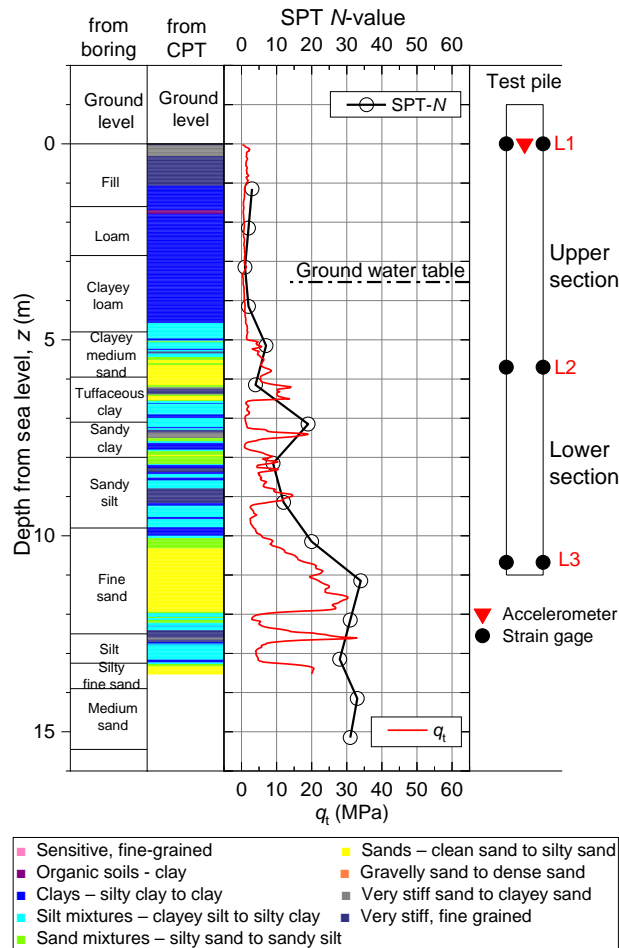 from boring
from CPT
SPT N-value
0 10 20 30 40 50 60
Test pile
Ground level
Ground level
SPT-N
L1
Fill
Loam
Clayey loam
Clayey medium sand
Tuffaceous clay
Sandy clay
Sandy silt
Fine sand
Silt
Silty fine sand
Medium sand
Depth from sea level, z (m)
0
5
10
15
Ground water table
Upper section
L2
Lower section
L3
Accelerometer
Strain gage
qt
0 10 20 30 40 50 60
qt (MPa)
Sensitive, fine-grained
Organic soils - clay
Clays – silty clay to clay
Silt mixtures – clayey silt to silty clay
Sand mixtures – silty sand to sandy silt
Sands – clean sand to silty sand
Gravelly sand to dense sand
Very stiff sand to clayey sand
Very stiff, fine grained